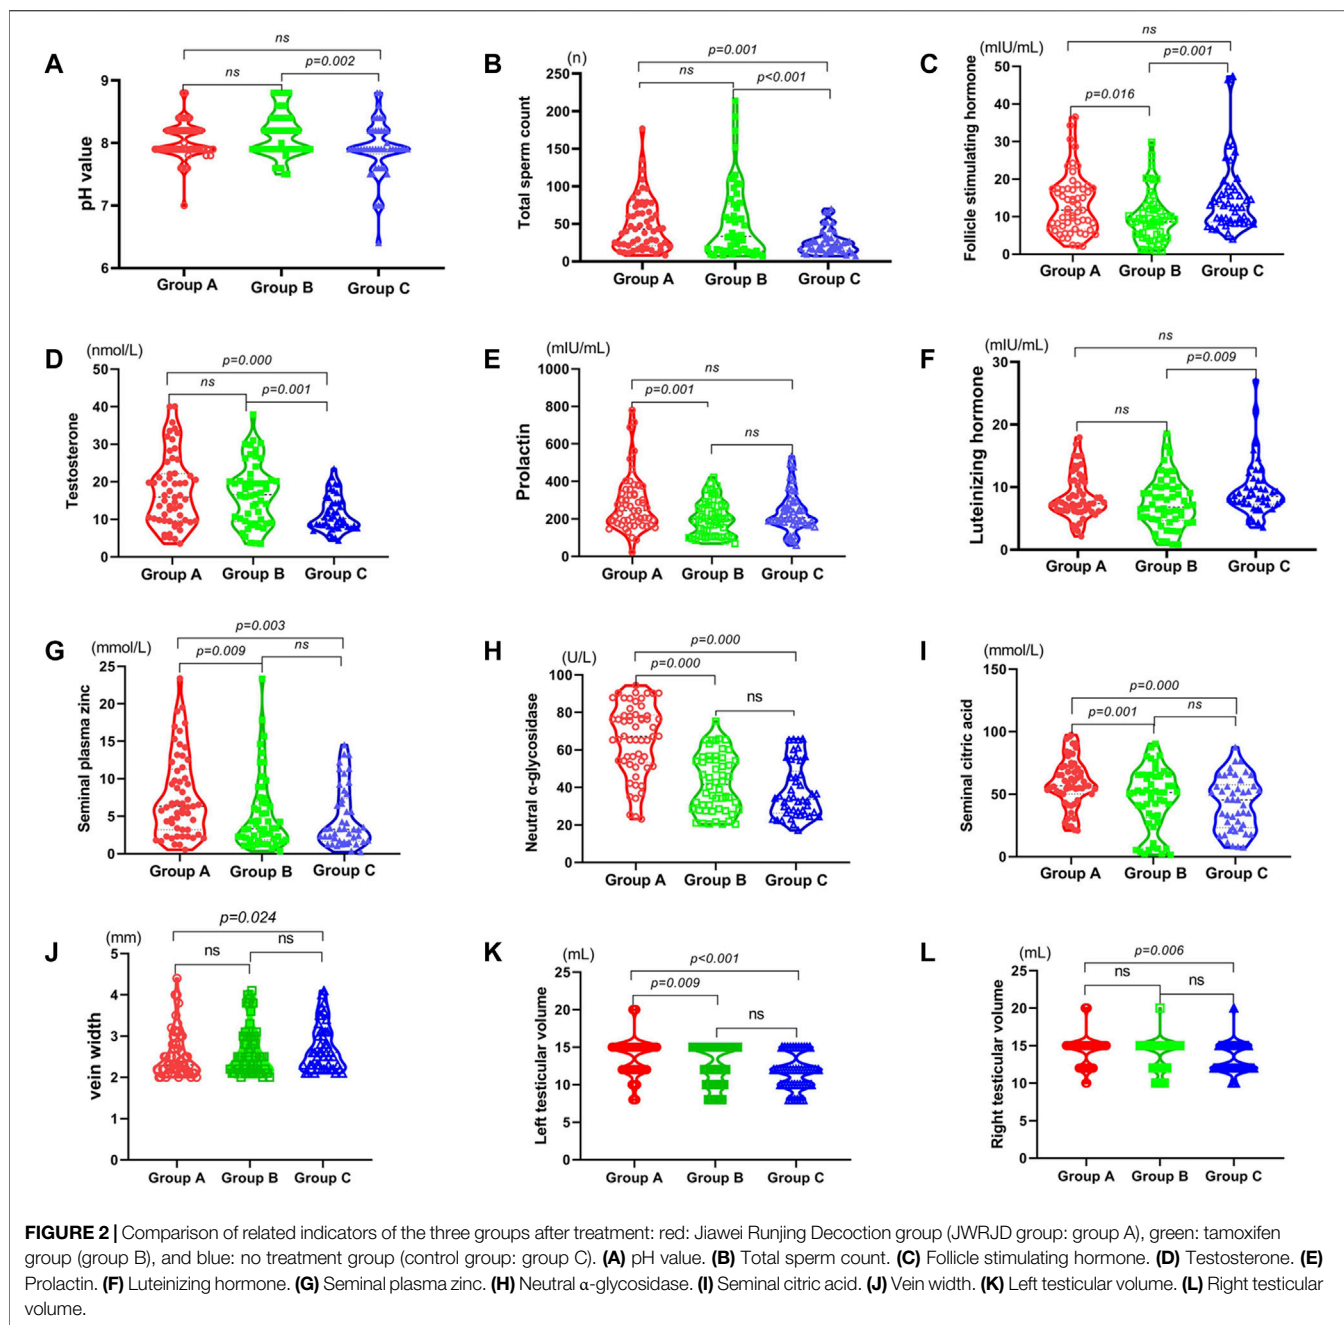 A
ns
ns
p=0.002
pH value
9
8
7
6
Group A
Group B
Group C
B
(n)
p=0.001
ns
p<0.001
Total sperm count
250
200
150
100
50
0
Group A
Group B
Group C
C
(mIU/mL)
ns
p=0.001
p=0.016
Follicle stimulating hormone
50
40
30
20
10
0
Group A
Group B
Group C
D
(nmol/L)
p=0.000
ns
p=0.001
Testosterone
50
40
30
20
10
0
Group A
Group B
Group C
E
(mIU/mL)
ns
p=0.001
ns
Prolactin
1000
800
600
400
200
0
Group A
Group B
Group C
F
(mIU/mL)
ns
p=0.009
ns
Luteinizing hormone
30
20
10
0
Group A
Group B
Group C
G
(mmol/L)
p=0.003
p=0.009
ns
Seminal plasma zinc
25
20
15
10
5
0
Group A
Group B
Group C
H
(U/L)
p=0.000
p=0.000
ns
Neutral α-glycosidase
100
80
60
40
20
0
Group A
Group B
Group C
I
(mmol/L)
p=0.000
p=0.001
ns
Seminal citric acid
150
100
50
0
Group A
Group B
Group C
J
(mm)
p=0.024
ns
ns
vein width
5
4
3
2
1
0
Group A
Group B
Group C
K
(mL)
p<0.001
p=0.009
ns
Left testicular volume
25
20
15
10
5
0
Group A
Group B
Group C
L
(mL)
p=0.006
ns
ns
Right testicular volume
25
20
15
10
5
0
Group A
Group B
Group C
FIGURE 2 | Comparison of related indicators of the three groups after treatment: red: Jiawei Runjing Decoction group (JWRJD group: group A), green: tamoxifen
group (group B), and blue: no treatment group (control group: group C). (A) pH value. (B) Total sperm count. (C) Follicle stimulating hormone. (D) Testosterone. (E)
Prolactin. (F) Luteinizing hormone. (G) Seminal plasma zinc. (H) Neutral α-glycosidase. (I) Seminal citric acid. (J) Vein width. (K) Left testicular volume. (L) Right testicular
volume.